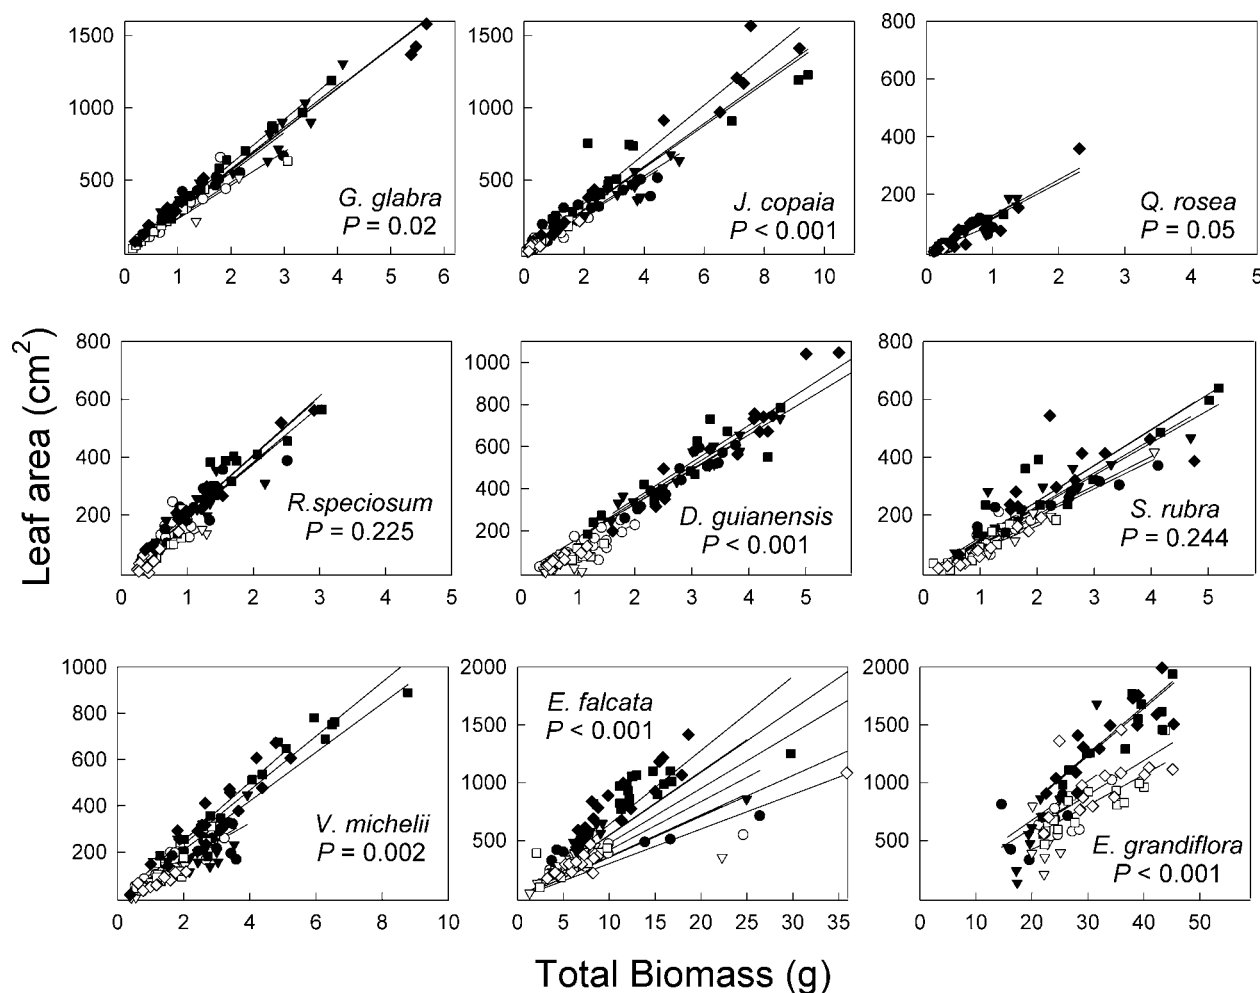 1500
1000
500
0 1 2 3 4 5 6
G. glabra
P = 0.02
1500
1000
500
0 2 4 6 8 10
J. copaia
P < 0.001
800
600
400
200
0 1 2 3 4 5
Q. rosea
P = 0.05
Leaf area (cm2)
800
600
400
200
0 1 2 3 4 5
R.speciosum
P = 0.225
1000
800
600
400
200
0 1 2 3 4 5
D. guianensis
P < 0.001
800
600
400
200
0 1 2 3 4 5
S. rubra
P = 0.244
1000
800
600
400
200
0 2 4 6 8 10
V. michelii
P = 0.002
2000
1500
1000
500
0 5 10 15 20 25 30 35
E. falcata
P < 0.001
2000
1500
1000
500
0 10 20 30 40 50
E. grandiflora
P < 0.001
Total Biomass (g)